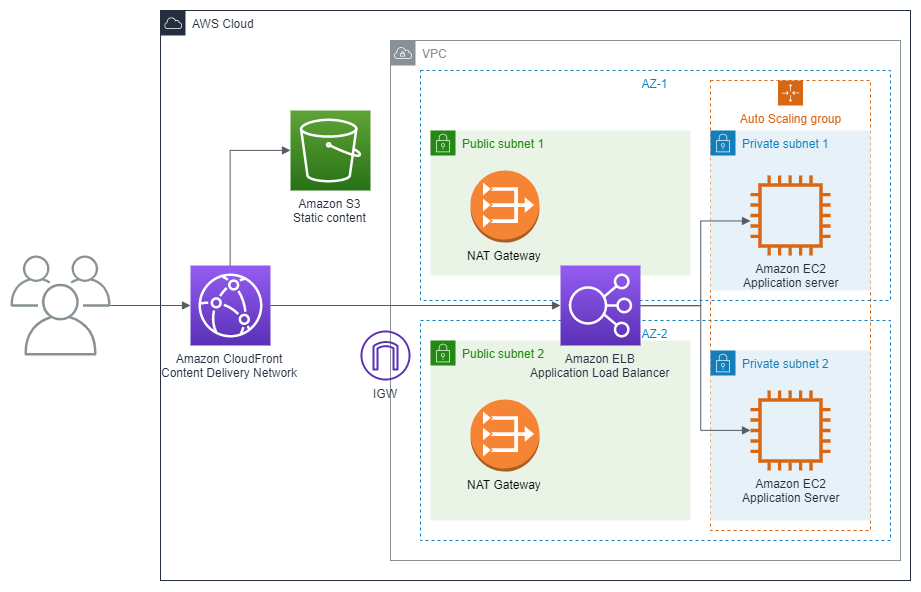 AWS Cloud
VPC
AZ-1
Auto Scaling group
Public subnet 1
Private subnet 1
Amazon S3
Static content
NAT Gateway
Amazon EC2
Application server
Amazon CloudFront
Content Delivery Network
IGW
AZ-2
Public subnet 2
Amazon ELB
Application Load Balancer
Private subnet 2
NAT Gateway
Amazon EC2
Application Server